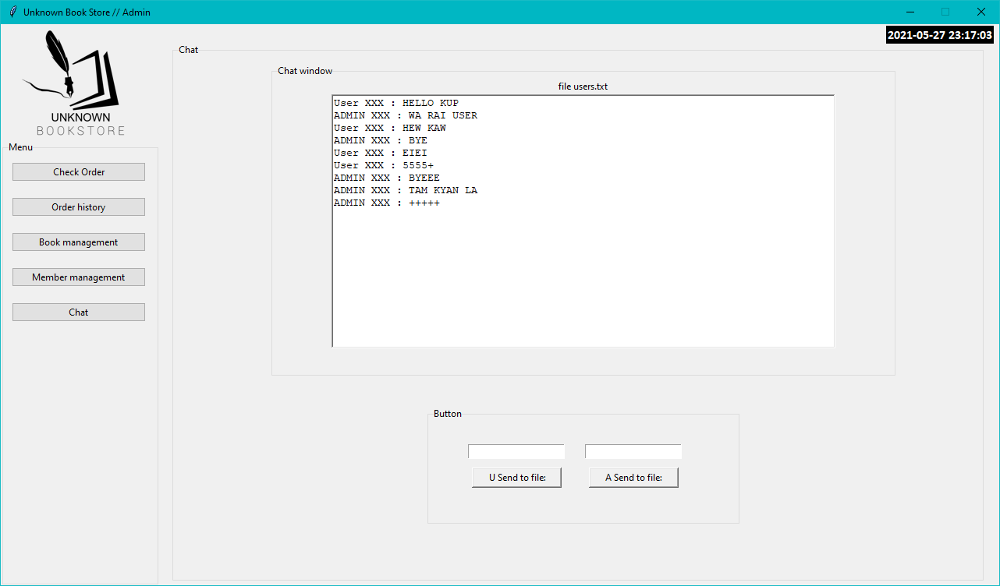 Unknown Book Store // Admin
2021-05-27 23:17:03
UNKNOWN
BOOKSTORE
Menu
Check Order
Order history
Book management
Member management
Chat
Chat
Chat window
file users.txt
User XXX : HELLO KUP
ADMIN XXX : WA RAI USER
User XXX : HEW KAW
ADMIN XXX : BYE
User XXX : EIEI
User XXX : 5555+
ADMIN XXX : BYEEE
ADMIN XXX : TAM KYAN LA
ADMIN XXX : +++++
Button
U Send to file:
A Send to file: